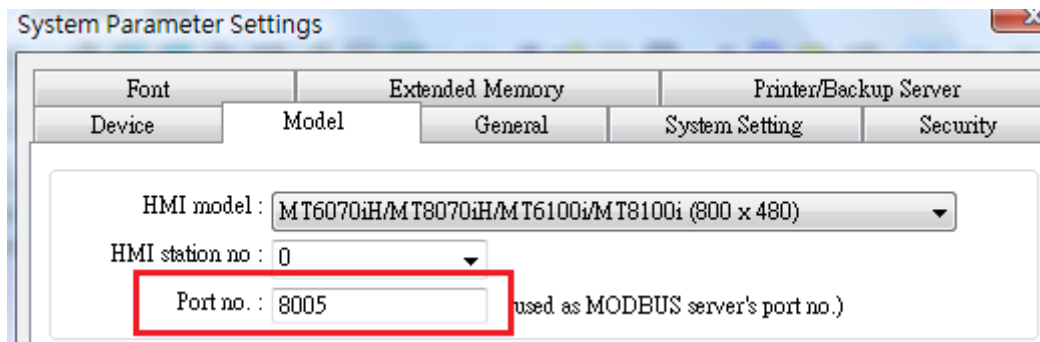 System Parameter Settings
Font Extended Memory Printer/Backup Server
Device Model General System Setting Security
HMI model : MT6070iH/MT8070iH/MT6100i/MT8100i (800 x 480)
HMI station no : 0
Port no. : 8005 used as MODBUS server's port no.)